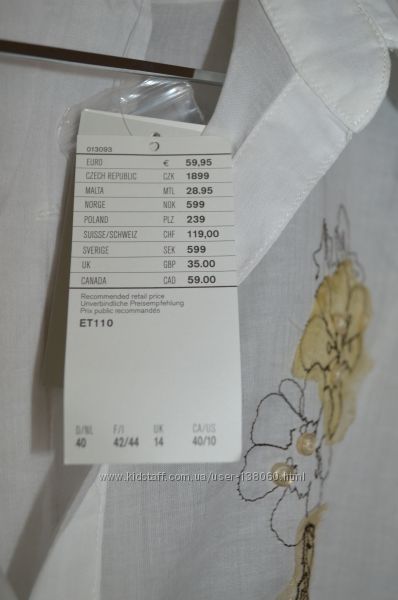 013093
EURO € 59,95
CZECH REPUBLIC CZK 1899
MALTA MTL 28.95
NORGE NOK 599
POLAND PLZ 239
SUISSE/SCHWEIZ CHF 119,00
SVERIGE SEK 599
UK GBP 35.00
CANADA CAD 59.00
Recommended retail price
Unverbindliche Preisempfehlung
Prix public recommandés
ET110
D/NL F/I UK CA/US
40 42/44 14 40/10
www.kidstaff.com.ua/user-138060.html